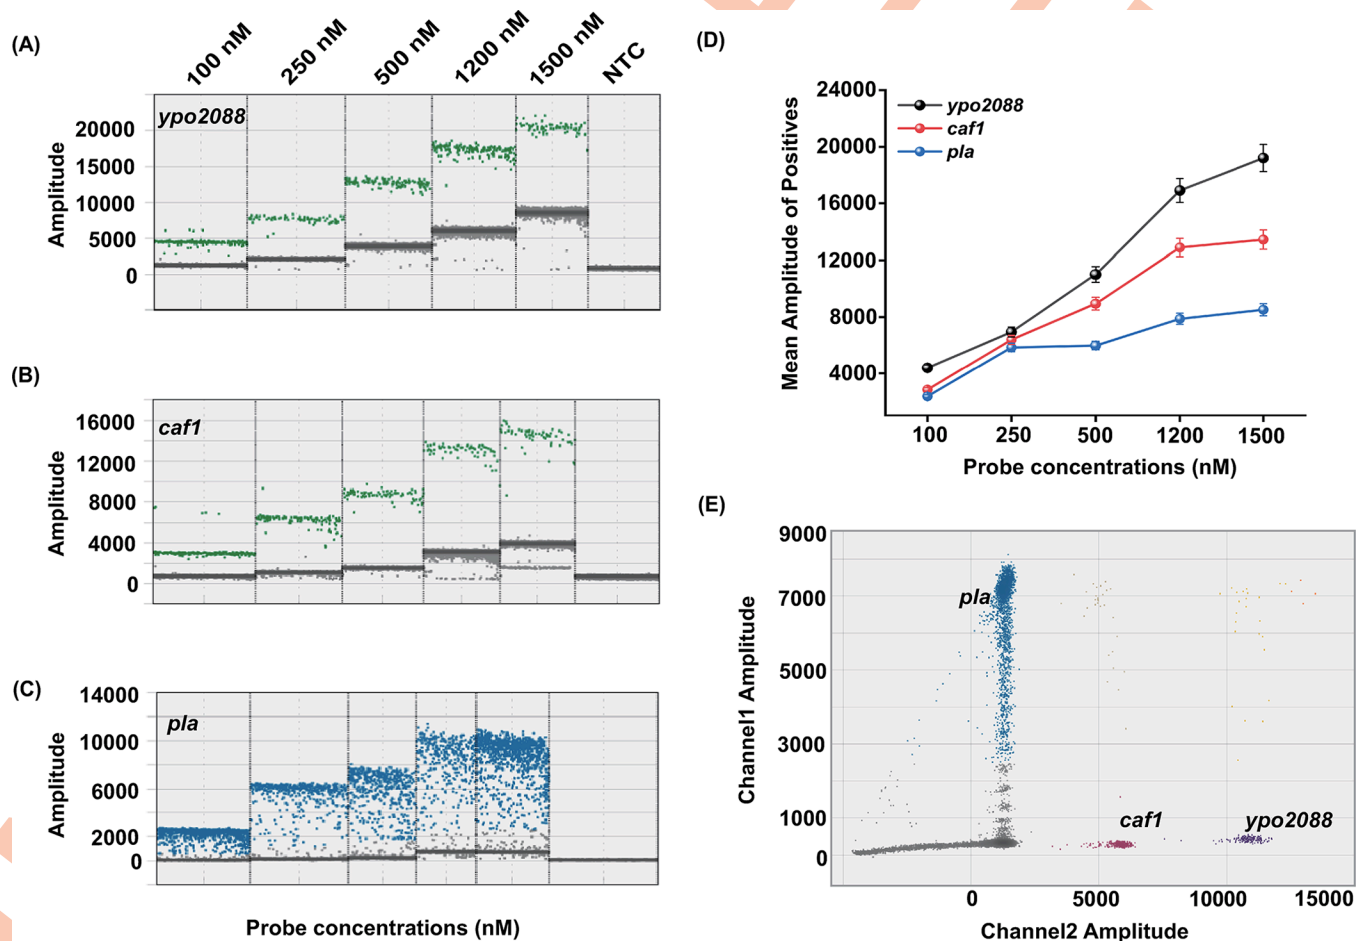 (A)
100 nM
250 nM
500 nM
1200 nM
1500 nM
NTC
ypo2088
20000
15000
10000
5000
0
Amplitude
(B)
caf1
16000
12000
8000
4000
0
Amplitude
(C)
pla
14000
10000
6000
2000
0
Amplitude
Probe concentrations (nM)
(D)
24000
20000
16000
12000
8000
4000
Mean Amplitude of Positives
ypo2088
caf1
pla
100 250 500 1200 1500
Probe concentrations (nM)
(E)
9000
7000
5000
3000
1000
0
Channel1 Amplitude
pla
caf1
ypo2088
0 5000 10000 15000
Channel2 Amplitude